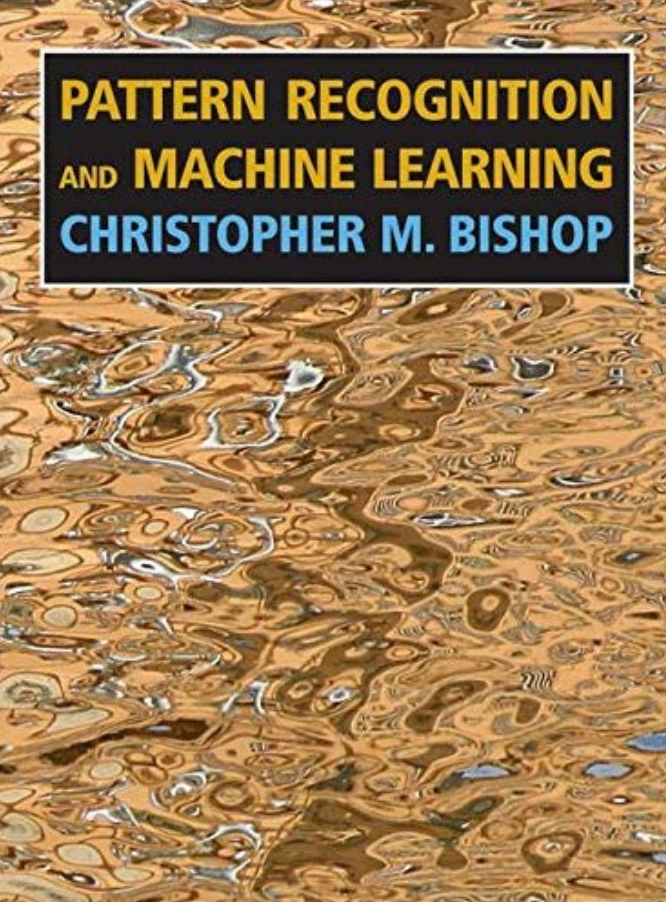 PATTERN RECOGNITION
AND MACHINE LEARNING
CHRISTOPHER M. BISHOP